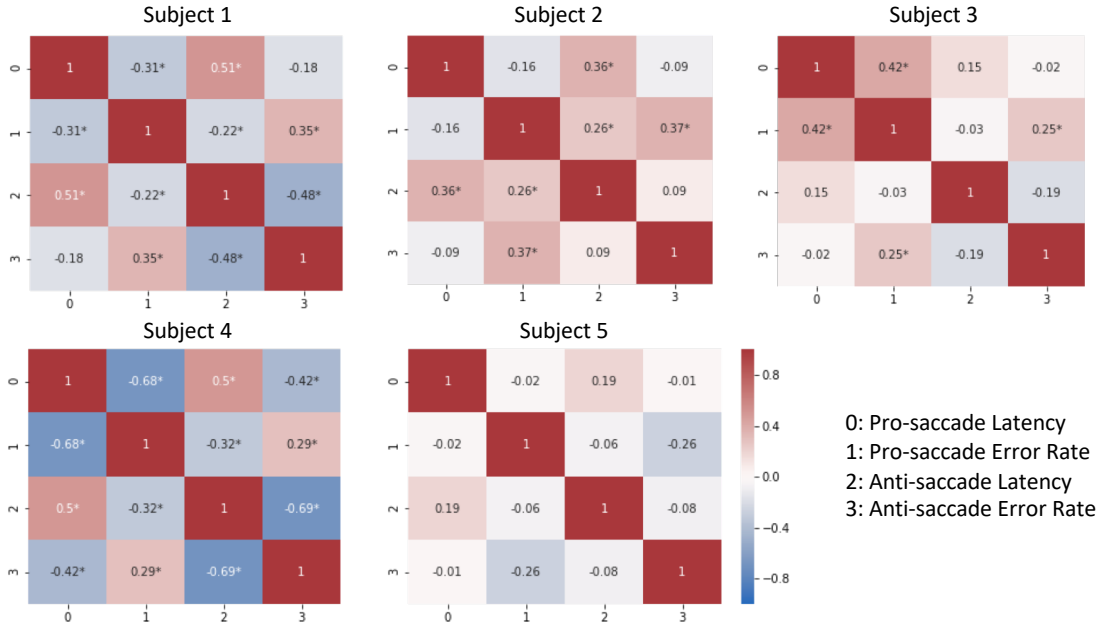 Subject 1
Subject 2
Subject 3
0 1 -0.31* 0.51* -0.18
1 -0.31* 1 -0.22* 0.35*
2 0.51* -0.22* 1 -0.48*
3 -0.18 0.35* -0.48* 1
0 1 2 3
0 1 -0.16 0.36* -0.09
1 -0.16 1 0.26* 0.37*
2 0.36* 0.26* 1 0.09
3 -0.09 0.37* 0.09 1
0 1 2 3
0 1 0.42* 0.15 -0.02
1 0.42* 1 -0.03 0.25*
2 0.15 -0.03 1 -0.19
3 -0.02 0.25* -0.19 1
0 1 2 3
Subject 4
Subject 5
0 1 -0.68* 0.5* -0.42*
1 -0.68* 1 -0.32* 0.29*
2 0.5* -0.32* 1 -0.69*
3 -0.42* 0.29* -0.69* 1
0 1 2 3
0 1 -0.02 0.19 -0.01
1 -0.02 1 -0.06 -0.26
2 0.19 -0.06 1 -0.08
3 -0.01 -0.26 -0.08 1
0 1 2 3
0.8
0.4
0.0
−0.4
−0.8
0: Pro-saccade Latency
1: Pro-saccade Error Rate
2: Anti-saccade Latency
3: Anti-saccade Error Rate